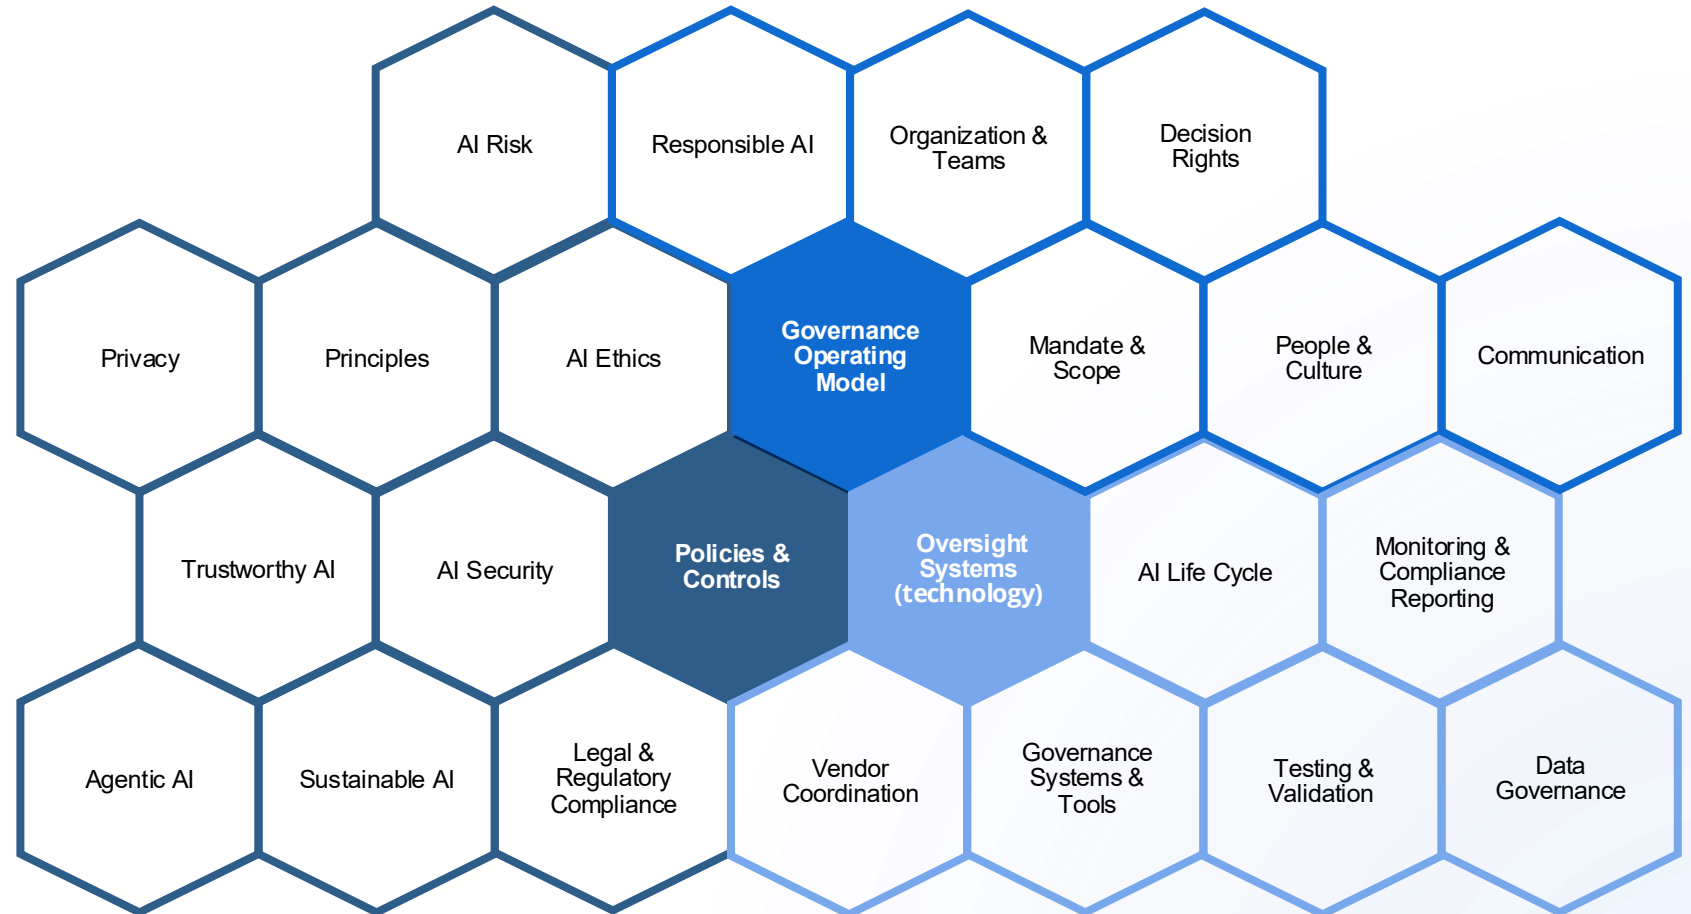 AI Risk
Responsible AI
Organization &
Teams
Decision
Rights
Privacy
Principles
AI Ethics
Governance
Operating
Model
Mandate &
Scope
People &
Culture
Communication
Trustworthy AI
AI Security
Policies &
Controls
Oversight
Systems
(technology)
AI Life Cycle
Monitoring &
Compliance
Reporting
Agentic AI
Sustainable AI
Legal &
Regulatory
Compliance
Vendor
Coordination
Governance
Systems &
Tools
Testing &
Validation
Data
Governance